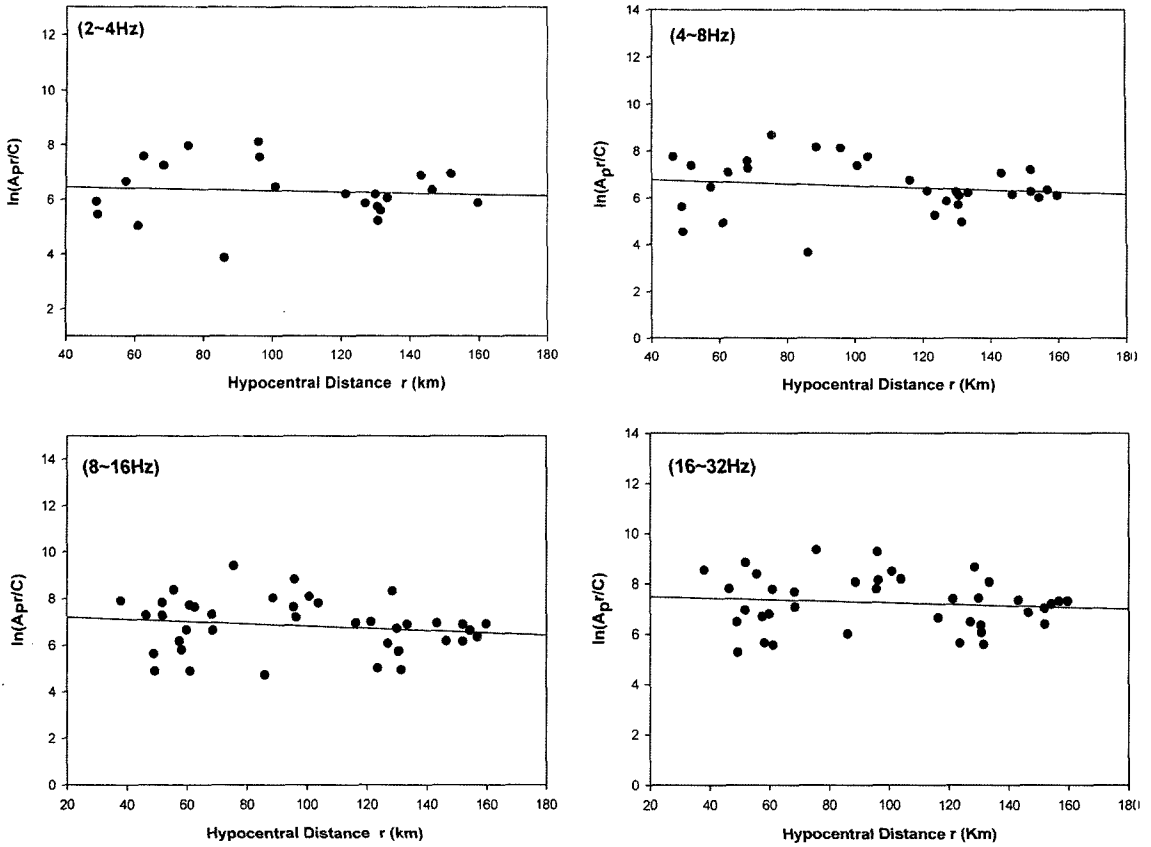 (2~4Hz)
ln(Apr/C)
12
10
8
6
4
2
40 60 80 100 120 140 160 180
Hypocentral Distance r (km)
(4~8Hz)
ln(Apr/C)
14
12
10
8
6
4
2
0
40 60 80 100 120 140 160 180
Hypocentral Distance r (Km)
(8~16Hz)
ln(Apr/C)
14
12
10
8
6
4
2
0
20 40 60 80 100 120 140 160 180
Hypocentral Distance r (km)
(16~32Hz)
ln(Apr/C)
14
12
10
8
6
4
2
0
20 40 60 80 100 120 140 160 180
Hypocentral Distance r (Km)